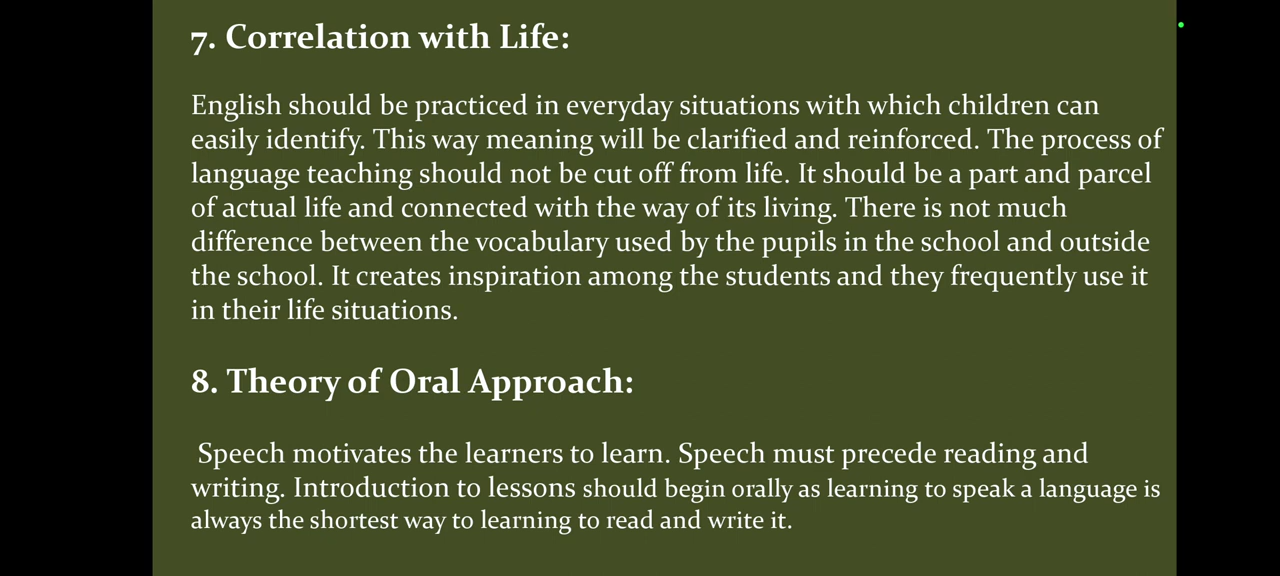 7. Correlation with Life:
English should be practiced in everyday situations with which children can
easily identify. This way meaning will be clarified and reinforced. The process of
language teaching should not be cut off from life. It should be a part and parcel
of actual life and connected with the way of its living. There is not much
difference between the vocabulary used by the pupils in the school and outside
the school. It creates inspiration among the students and they frequently use it
in their life situations.
8. Theory of Oral Approach:
Speech motivates the learners to learn. Speech must precede reading and
writing. Introduction to lessons should begin orally as learning to speak a language is
always the shortest way to learning to read and write it.